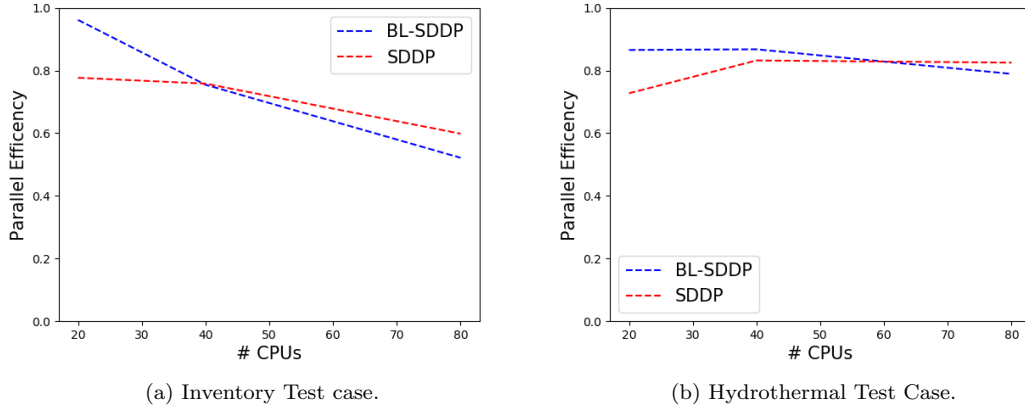 1.0
0.8
0.6
0.4
0.2
0.0
Parallel Efficency
BL-SDDP
SDDP
20 30 40 50 60 70 80
# CPUs
(a) Inventory Test case.
1.0
0.8
0.6
0.4
0.2
0.0
Parallel Efficency
BL-SDDP
SDDP
20 30 40 50 60 70 80
# CPUs
(b) Hydrothermal Test Case.